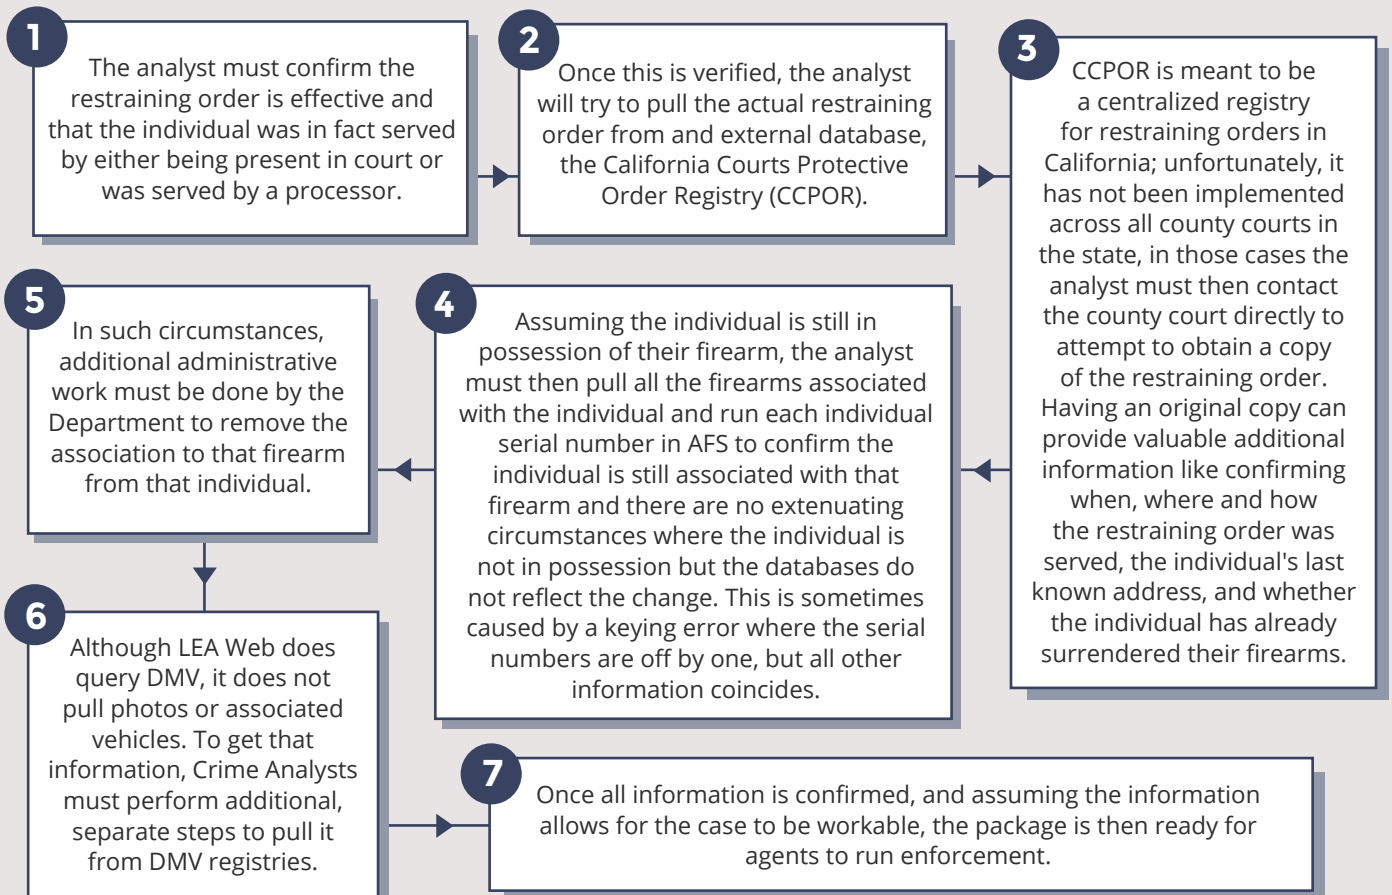 1
The analyst must confirm the
restraining order is effective and
that the individual was in fact served
by either being present in court or
was served by a processor.
2
Once this is verified, the analyst
will try to pull the actual restraining
order from and external database,
the California Courts Protective
Order Registry (CCPOR).
3
CCPOR is meant to be
a centralized registry
for restraining orders in
California; unfortunately, it
has not been implemented
across all county courts in
the state, in those cases the
analyst must then contact
the county court directly to
attempt to obtain a copy
of the restraining order.
Having an original copy can
provide valuable additional
information like confirming
when, where and how
the restraining order was
served, the individual's last
known address, and whether
the individual has already
surrendered their firearms.
4
Assuming the individual is still in
possession of their firearm, the analyst
must then pull all the firearms associated
with the individual and run each individual
serial number in AFS to confirm the
individual is still associated with that
firearm and there are no extenuating
circumstances where the individual is
not in possession but the databases do
not reflect the change. This is sometimes
caused by a keying error where the serial
numbers are off by one, but all other
information coincides.
5
In such circumstances,
additional administrative
work must be done by the
Department to remove the
association to that firearm
from that individual.
6
Although LEA Web does
query DMV, it does not
pull photos or associated
vehicles. To get that
information, Crime Analysts
must perform additional,
separate steps to pull it
from DMV registries.
7
Once all information is confirmed, and assuming the information
allows for the case to be workable, the package is then ready for
agents to run enforcement.